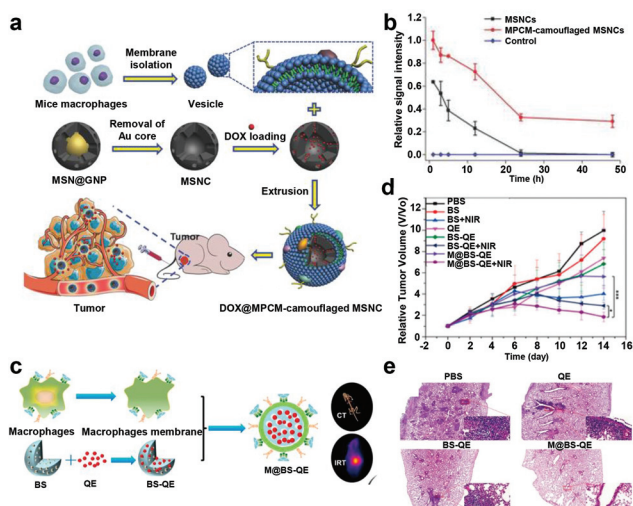 a
Mice macrophages
Membrane
isolation
Vesicle
+
MSN@GNP
Removal of
Au core
MSNC
DOX loading
Extrusion
Tumor
Tumor
DOX@MPCM-camouflaged MSNC
b
Relative signal intensity
1.2
1.0
0.8
0.6
0.4
0.2
0.0
MSNCs
MPCM-camouflaged MSNCs
Control
0 10 20 30 40 50
Time (h)
d
Relative Tumor Volume (V/Vo)
14
12
10
8
6
4
2
0
PBS
BS
BS+NIR
QE
BS-QE
BS-QE+NIR
M@BS-QE
M@BS-QE+NIR
***
*
-2 0 2 4 6 8 10 12 14 16
Time (day)
c
Macrophages
Macrophages membrane
BS
+
QE
BS-QE
M@BS-QE
CT
IRT
e
PBS
QE
BS-QE
M@BS-QE